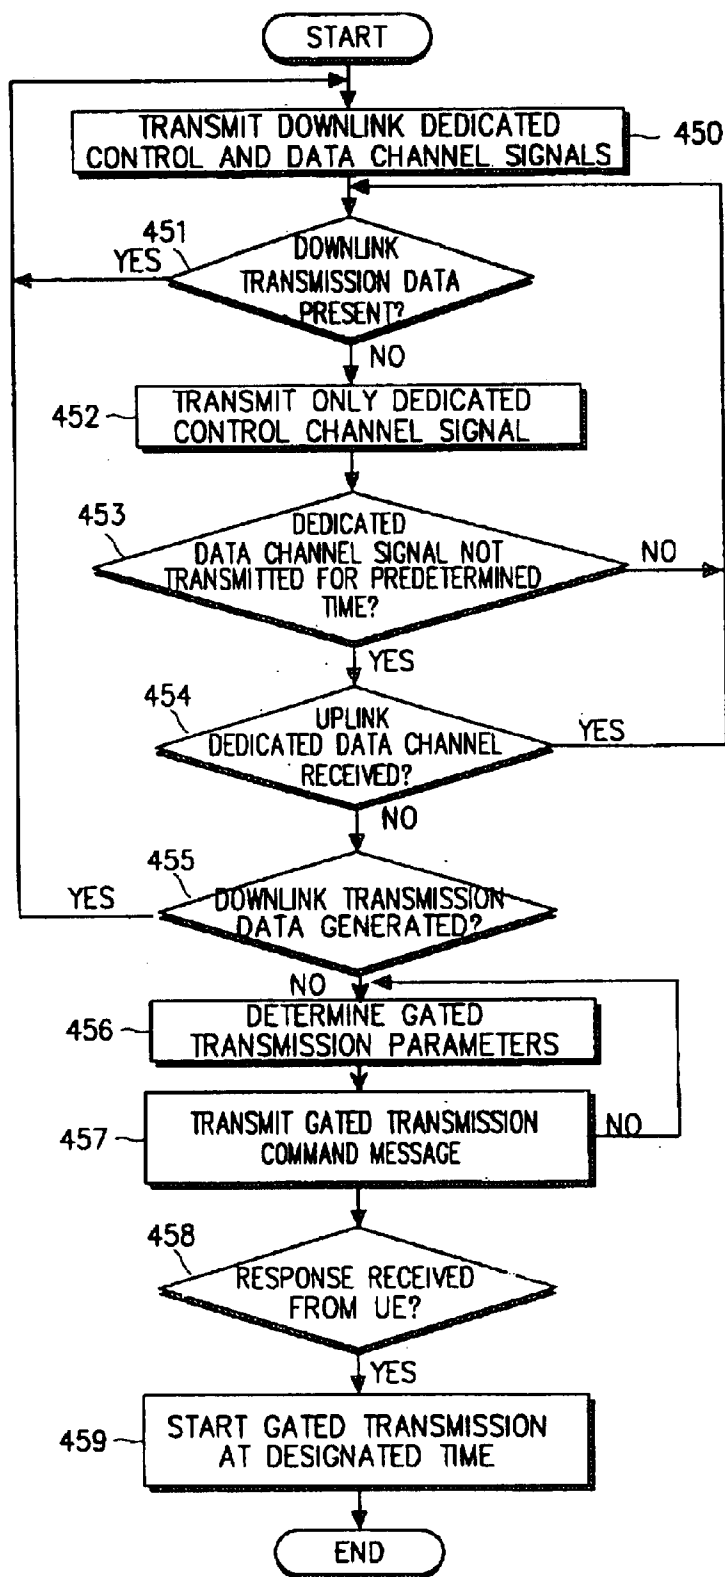 START
TRANSMIT DOWNLINK DEDICATED
CONTROL AND DATA CHANNEL SIGNALS
450
451
YES
DOWNLINK
TRANSMISSION DATA
PRESENT?
NO
452
TRANSMIT ONLY DEDICATED
CONTROL CHANNEL SIGNAL
453
DEDICATED
DATA CHANNEL SIGNAL NOT
TRANSMITTED FOR PREDETERMINED
TIME?
NO
YES
454
UPLINK
DEDICATED DATA CHANNEL
RECEIVED?
YES
NO
455
YES
DOWNLINK TRANSMISSION
DATA GENERATED?
NO
456
DETERMINE GATED
TRANSMISSION PARAMETERS
457
TRANSMIT GATED TRANSMISSION
COMMAND MESSAGE
NO
458
RESPONSE RECEIVED
FROM UE?
YES
459
START GATED TRANSMISSION
AT DESIGNATED TIME
END